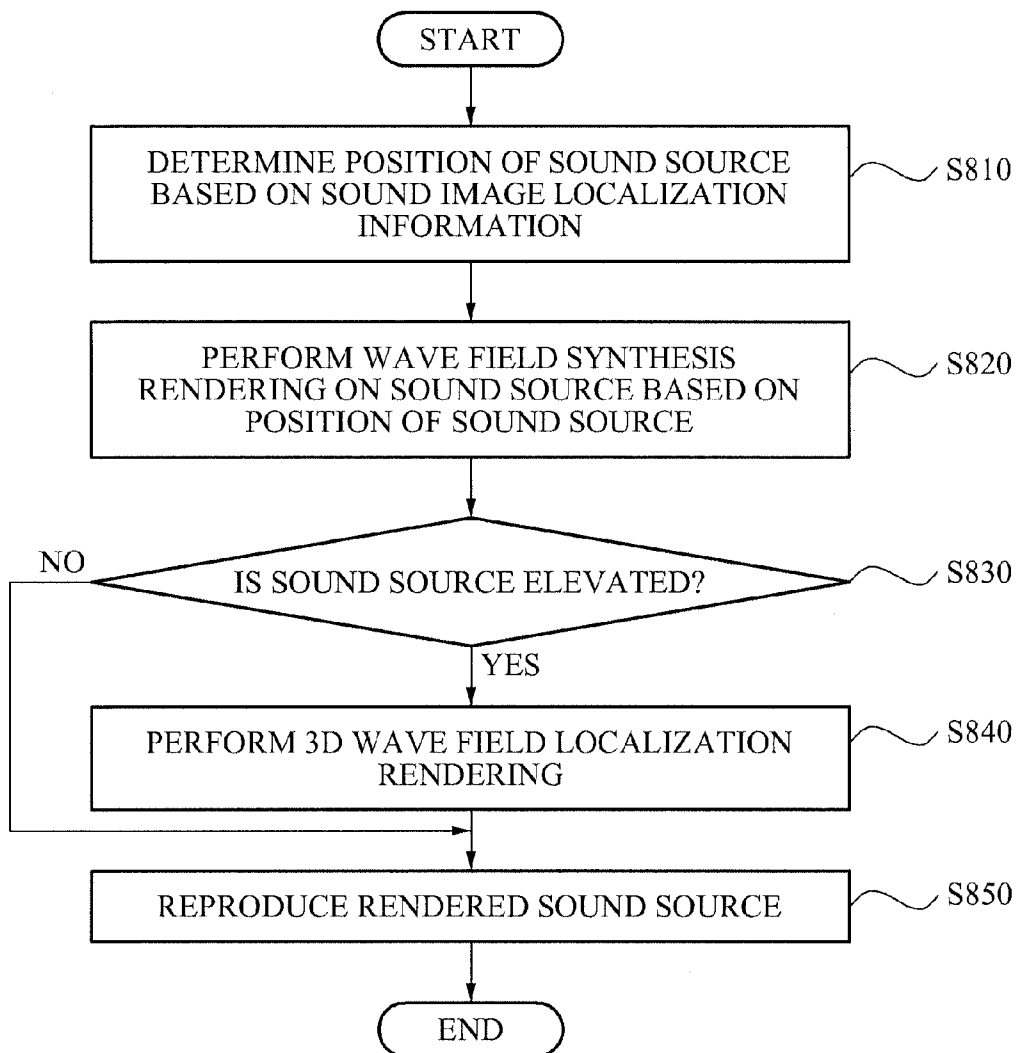 START
DETERMINE POSITION OF SOUND SOURCE
BASED ON SOUND IMAGE LOCALIZATION
INFORMATION
S810
PERFORM WAVE FIELD SYNTHESIS
RENDERING ON SOUND SOURCE BASED ON
POSITION OF SOUND SOURCE
S820
NO
IS SOUND SOURCE ELEVATED?
S830
YES
PERFORM 3D WAVE FIELD LOCALIZATION
RENDERING
S840
REPRODUCE RENDERED SOUND SOURCE
S850
END